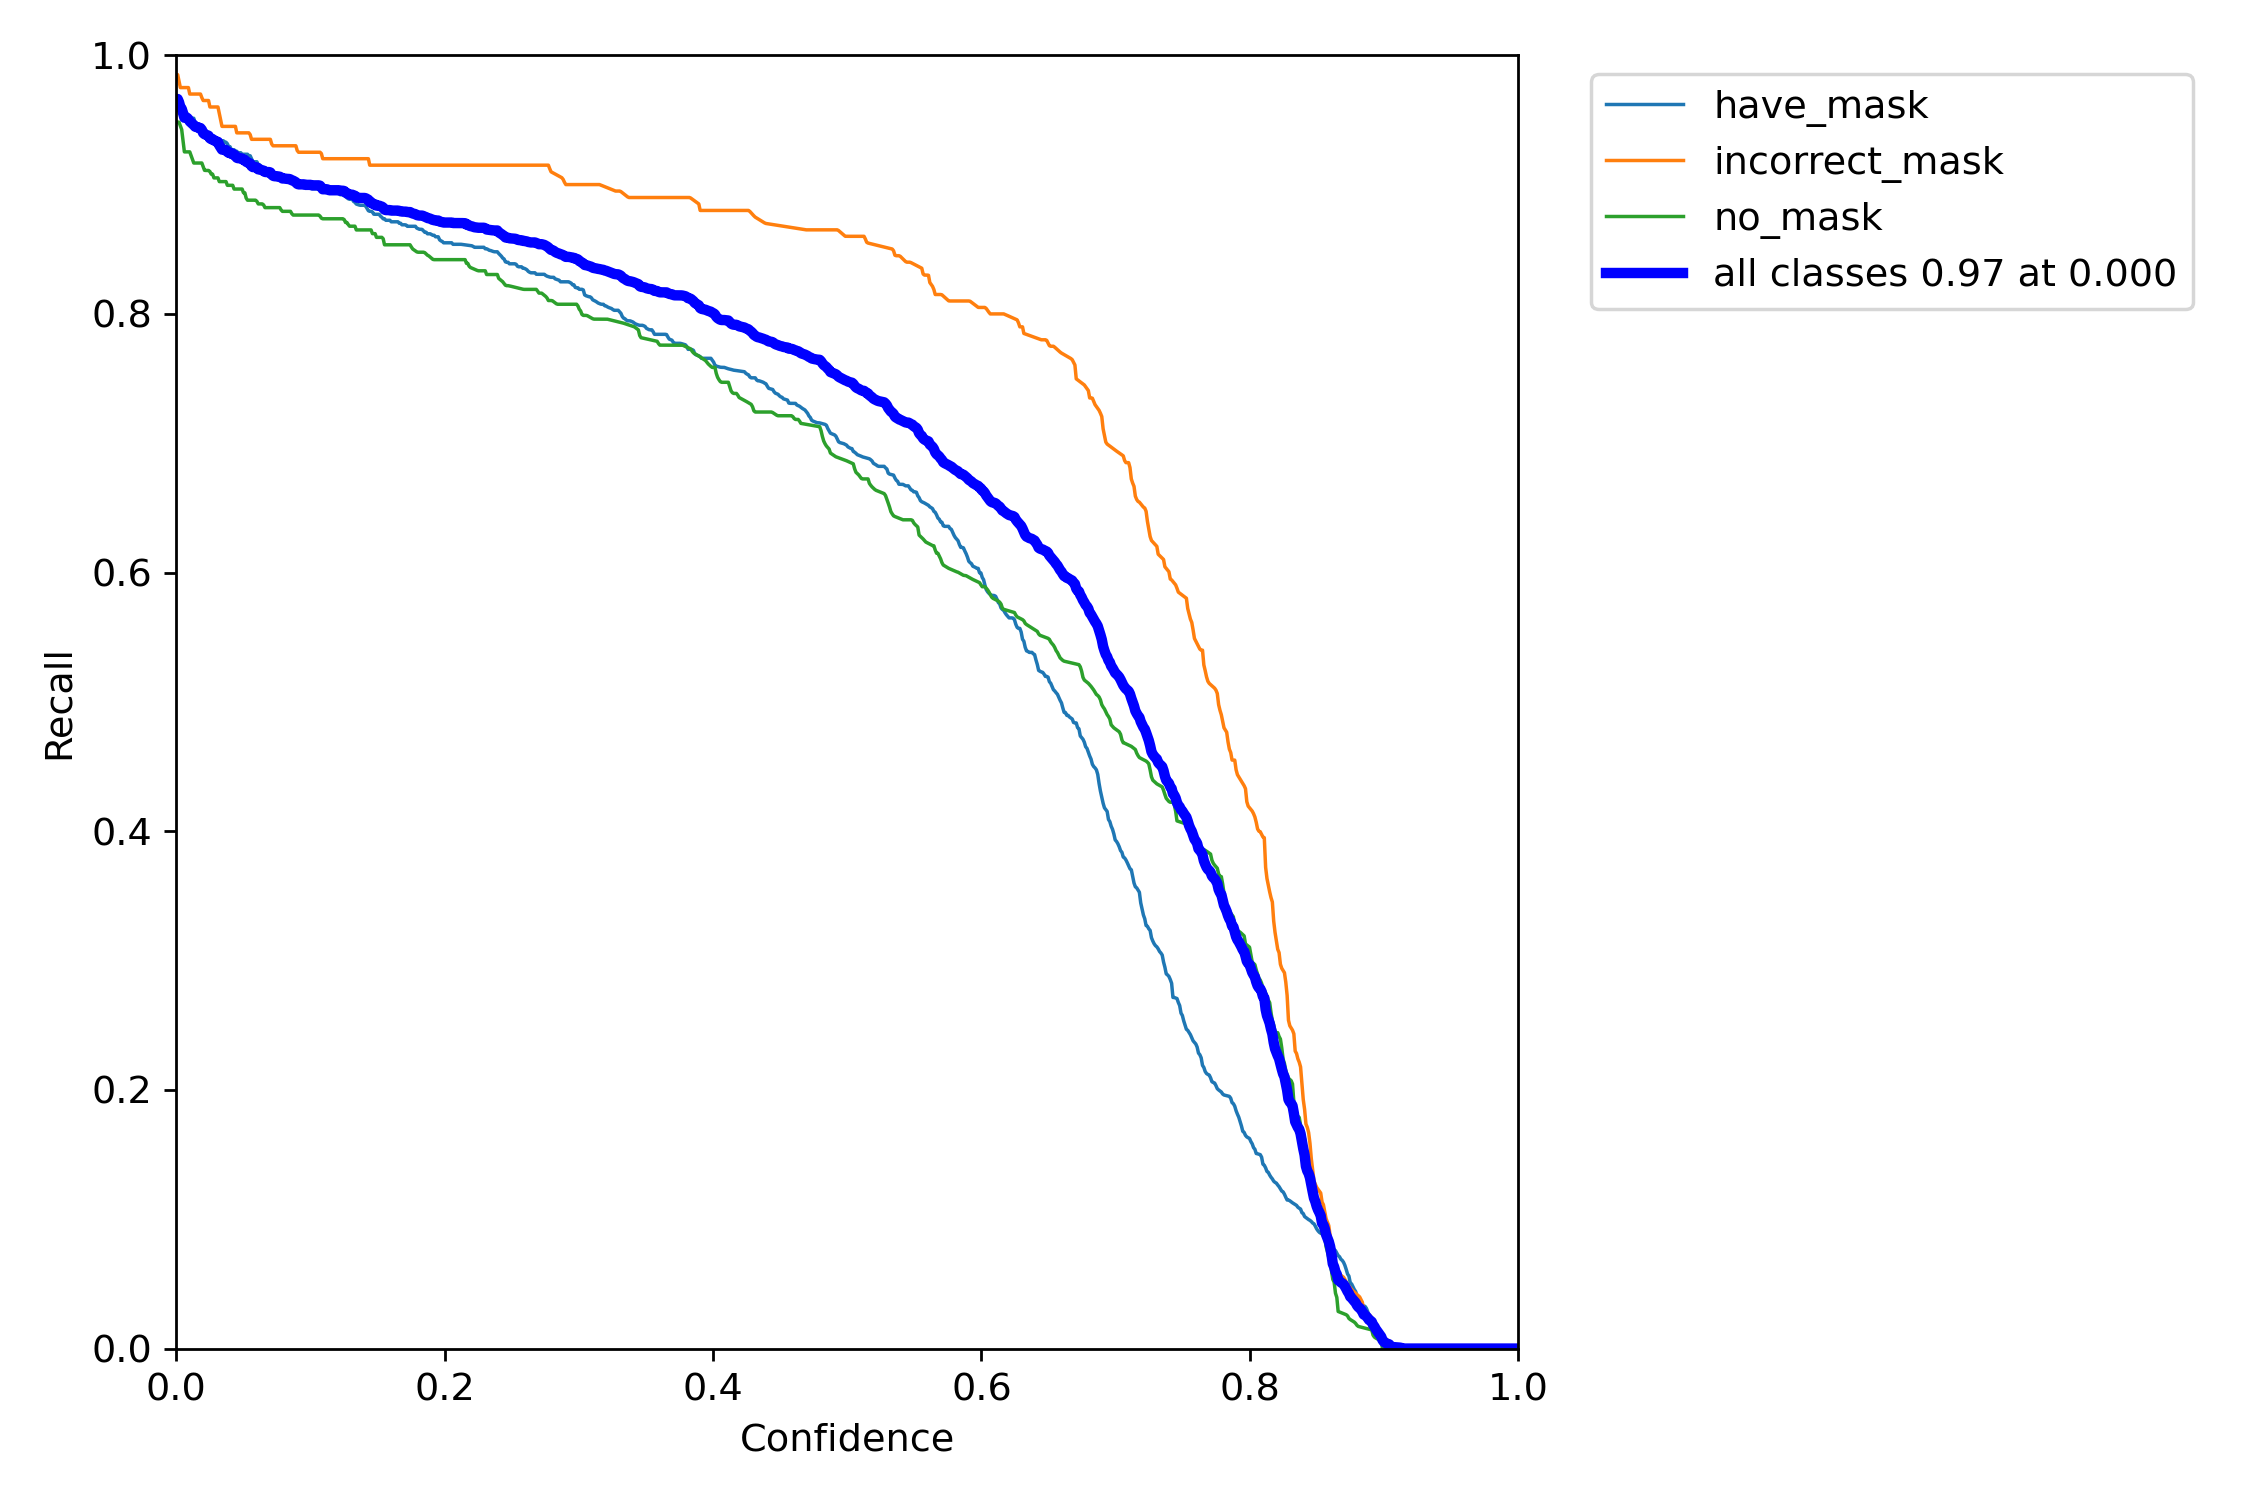 1.0
0.8
0.6
0.4
0.2
0.0
Recall
0.0 0.2 0.4 0.6 0.8 1.0
Confidence
have_mask
incorrect_mask
no_mask
all classes 0.97 at 0.000